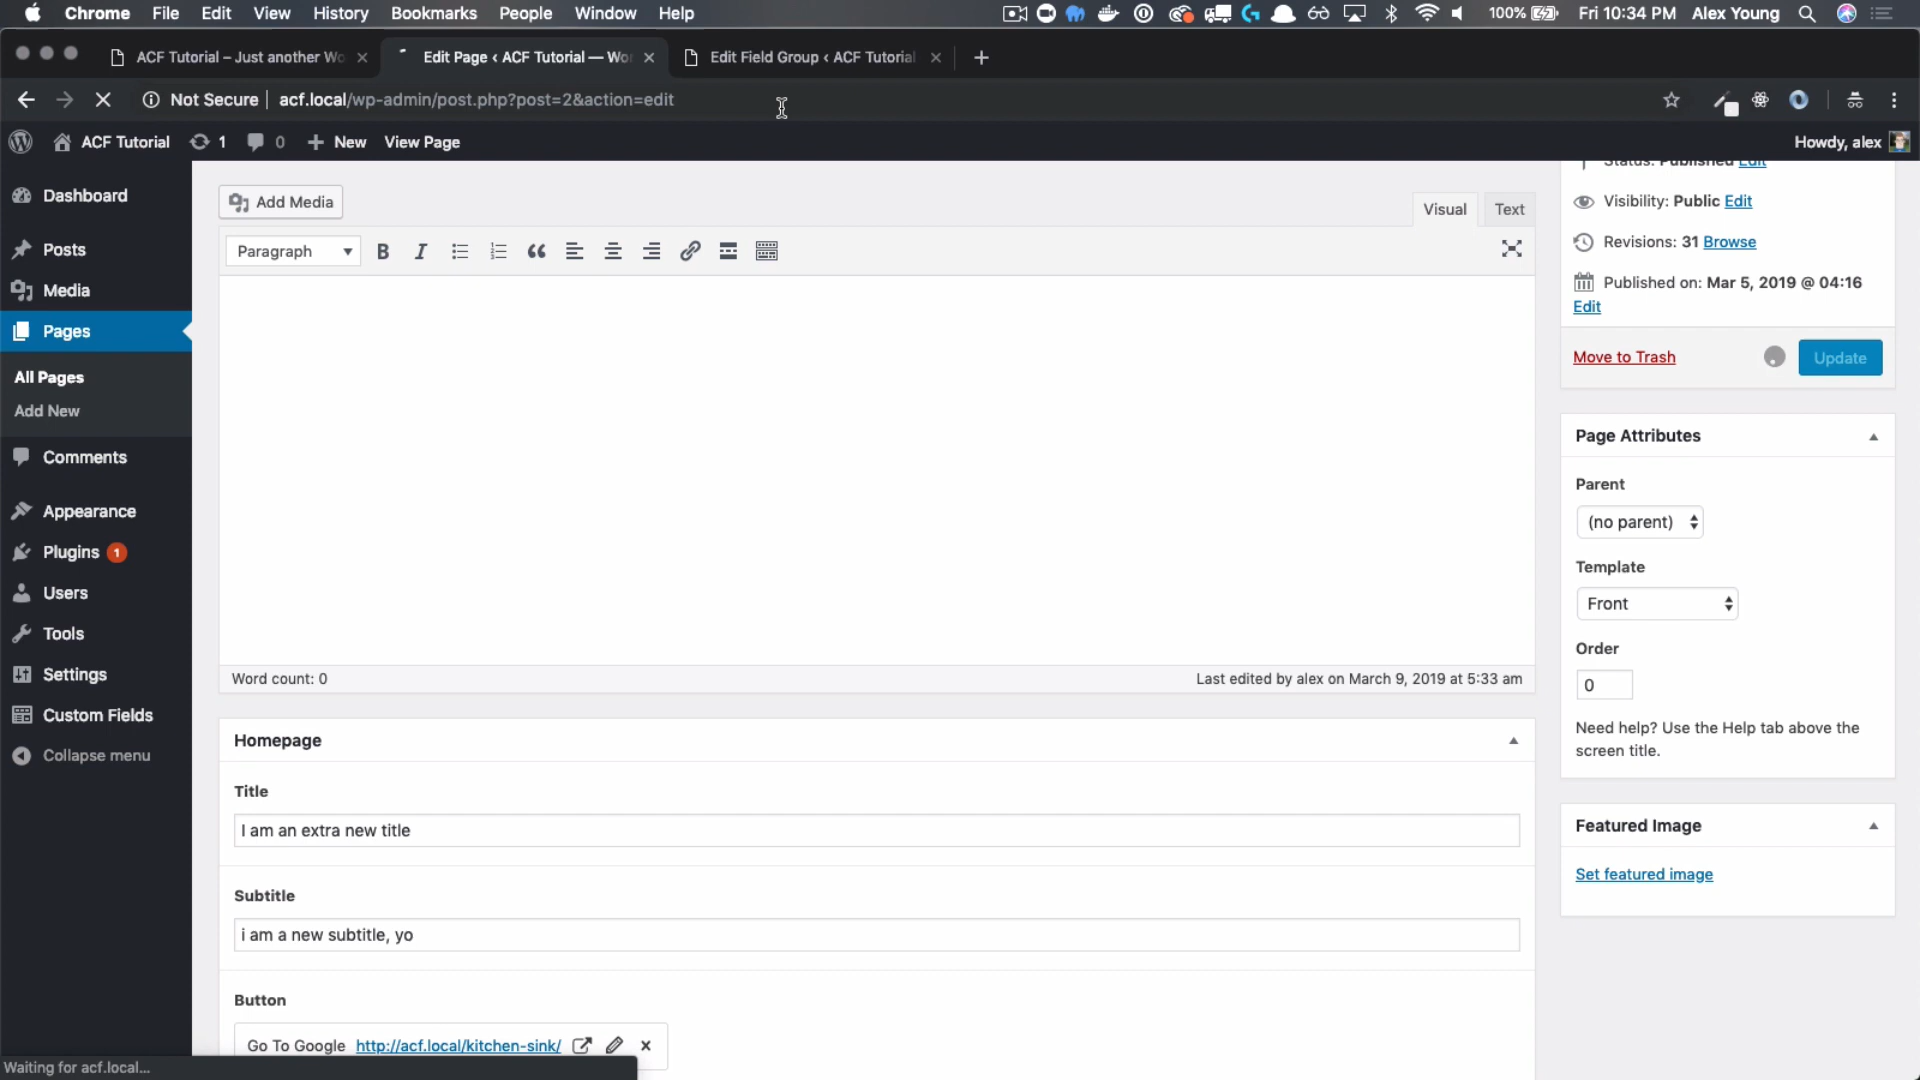 Chrome File Edit View History Bookmarks People Window Help 100% Fri 10:34 PM Alex Young
ACF Tutorial – Just another Wo
Edit Page ‹ ACF Tutorial — Wor
Edit Field Group ‹ ACF Tutorial
Not Secure acf.local/wp-admin/post.php?post=2&action=edit
ACF Tutorial 1 0 New View Page Howdy, alex
Dashboard
Posts
Media
Pages
All Pages
Add New
Comments
Appearance
Plugins 1
Users
Tools
Settings
Custom Fields
Collapse menu
Add Media
Visual Text
Paragraph
Word count: 0 Last edited by alex on March 9, 2019 at 5:33 am
Homepage
Title
I am an extra new title
Subtitle
i am a new subtitle, yo
Button
Go To Google http://acf.local/kitchen-sink/
Status: Published Edit
Visibility: Public Edit
Revisions: 31 Browse
Published on: Mar 5, 2019 @ 04:16
Edit
Move to Trash Update
Page Attributes
Parent
(no parent)
Template
Front
Order
0
Need help? Use the Help tab above the
screen title.
Featured Image
Set featured image
Waiting for acf.local...